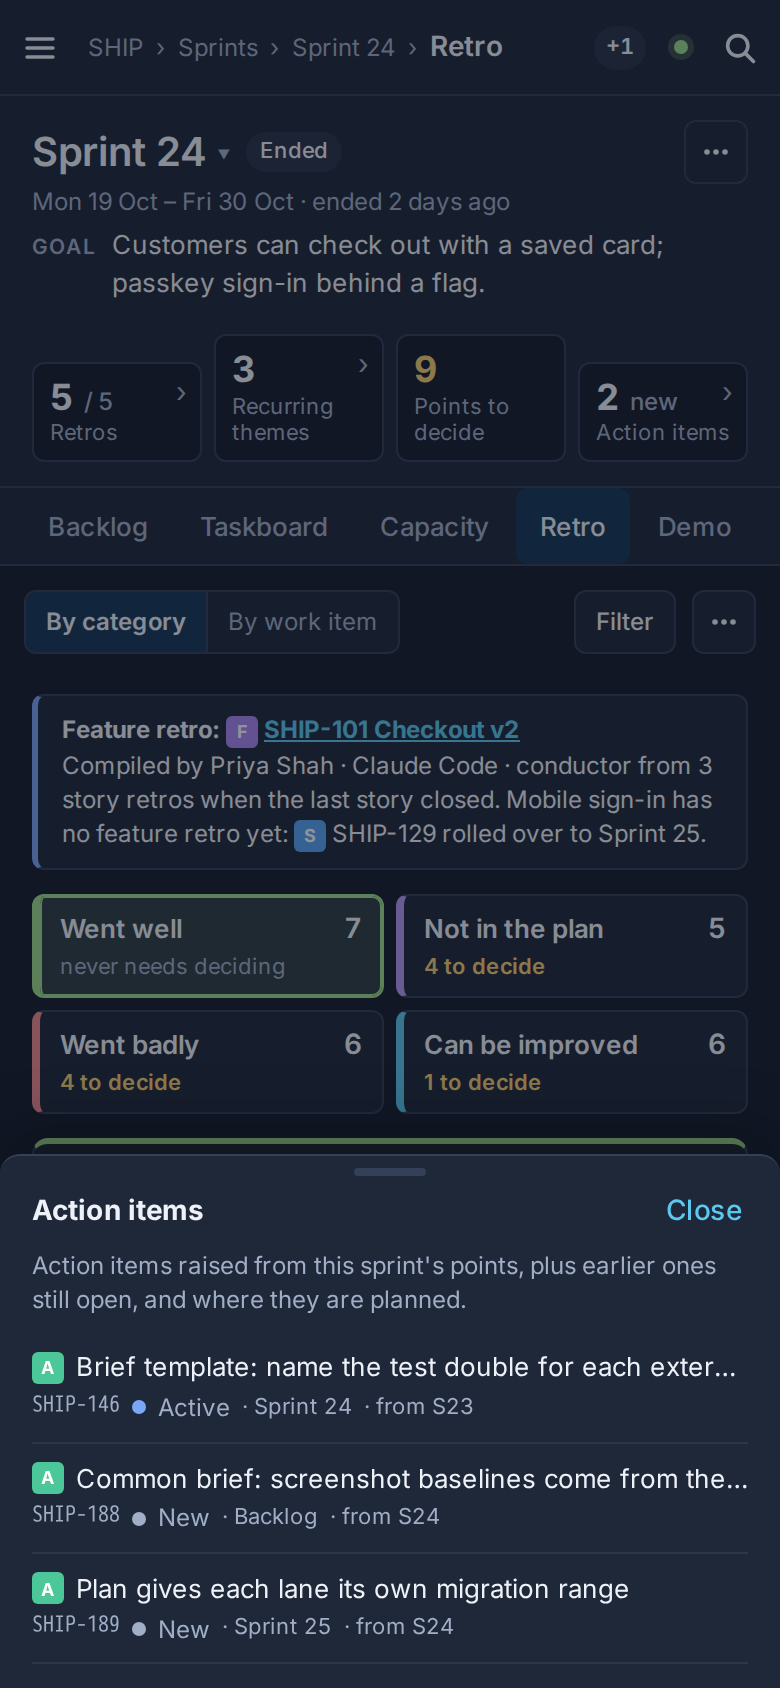 SHIP › Sprints › Sprint 24 › Retro +1
Sprint 24 ▾ Ended •••
Mon 19 Oct – Fri 30 Oct · ended 2 days ago
GOAL Customers can check out with a saved card;
passkey sign-in behind a flag.
5 / 5 ›
Retros
3 ›
Recurring
themes
9
Points to
decide
2 new ›
Action items
Backlog Taskboard Capacity Retro Demo
By category By work item Filter •••
Feature retro: F SHIP-101 Checkout v2
Compiled by Priya Shah · Claude Code · conductor from 3
story retros when the last story closed. Mobile sign-in has
no feature retro yet: S SHIP-129 rolled over to Sprint 25.
Went well 7
never needs deciding
Not in the plan 5
4 to decide
Went badly 6
4 to decide
Can be improved 6
1 to decide
Action items Close
Action items raised from this sprint's points, plus earlier ones
still open, and where they are planned.
A Brief template: name the test double for each exter…
SHIP-146 Active · Sprint 24 · from S23
A Common brief: screenshot baselines come from the…
SHIP-188 New · Backlog · from S24
A Plan gives each lane its own migration range
SHIP-189 New · Sprint 25 · from S24